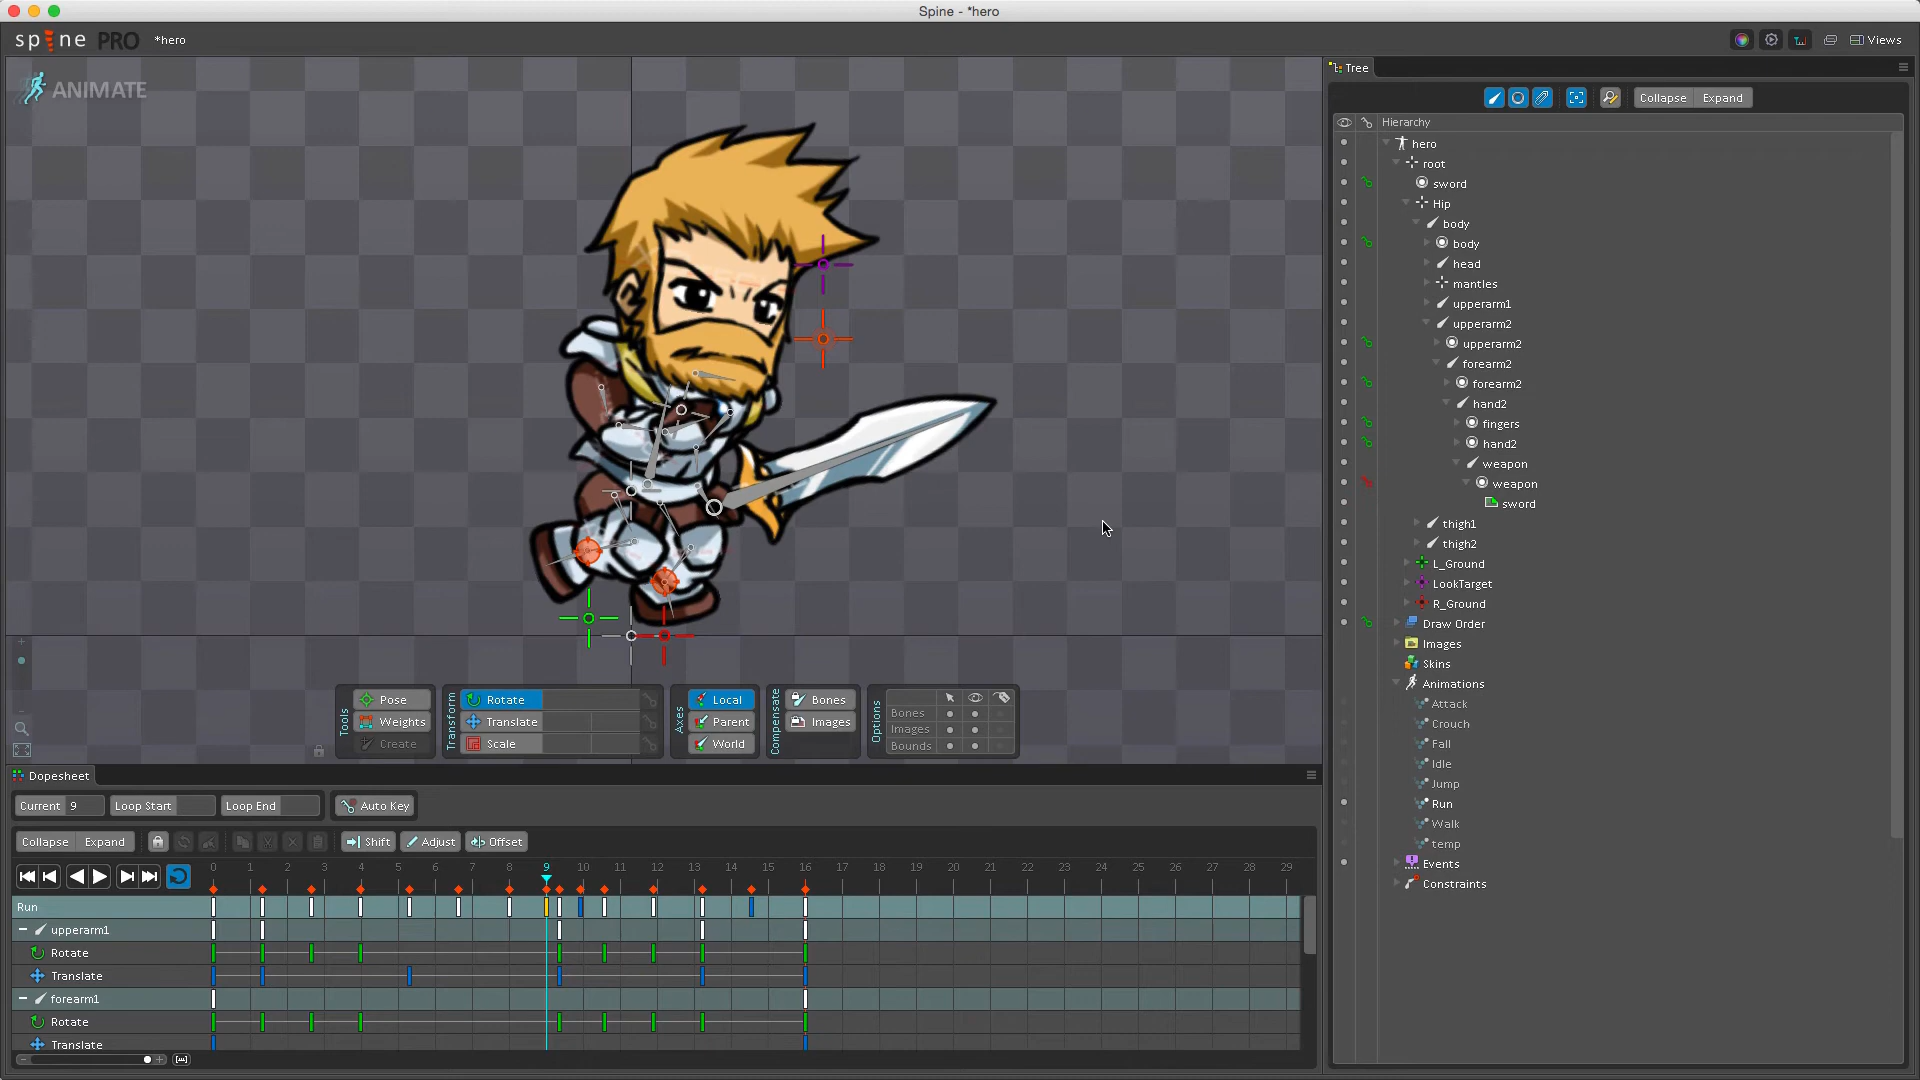 Spine - *hero
spine PRO *hero
Views
ANIMATE
Tree
Collapse Expand
Hierarchy
hero
root
sword
Hip
body
body
head
mantles
upperarm1
upperarm2
upperarm2
forearm2
forearm2
hand2
fingers
hand2
weapon
weapon
sword
thigh1
thigh2
L_Ground
LookTarget
R_Ground
Draw Order
Images
Skins
Animations
Attack
Crouch
Fall
Idle
Jump
Run
Walk
temp
Events
Constraints
Tools
Pose
Weights
Create
Transform
Rotate
Translate
Scale
Axes
Local
Parent
World
Compensate
Bones
Images
Options
Bones
Images
Bounds
Dopesheet
Current 9 Loop Start Loop End Auto Key
Collapse Expand Shift Adjust Offset
0 1 2 3 4 5 6 7 8 9 10 11 12 13 14 15 16 17 18 19 20 21 22 23 24 25 26 27 28 29
Run
upperarm1
Rotate
Translate
forearm1
Rotate
Translate